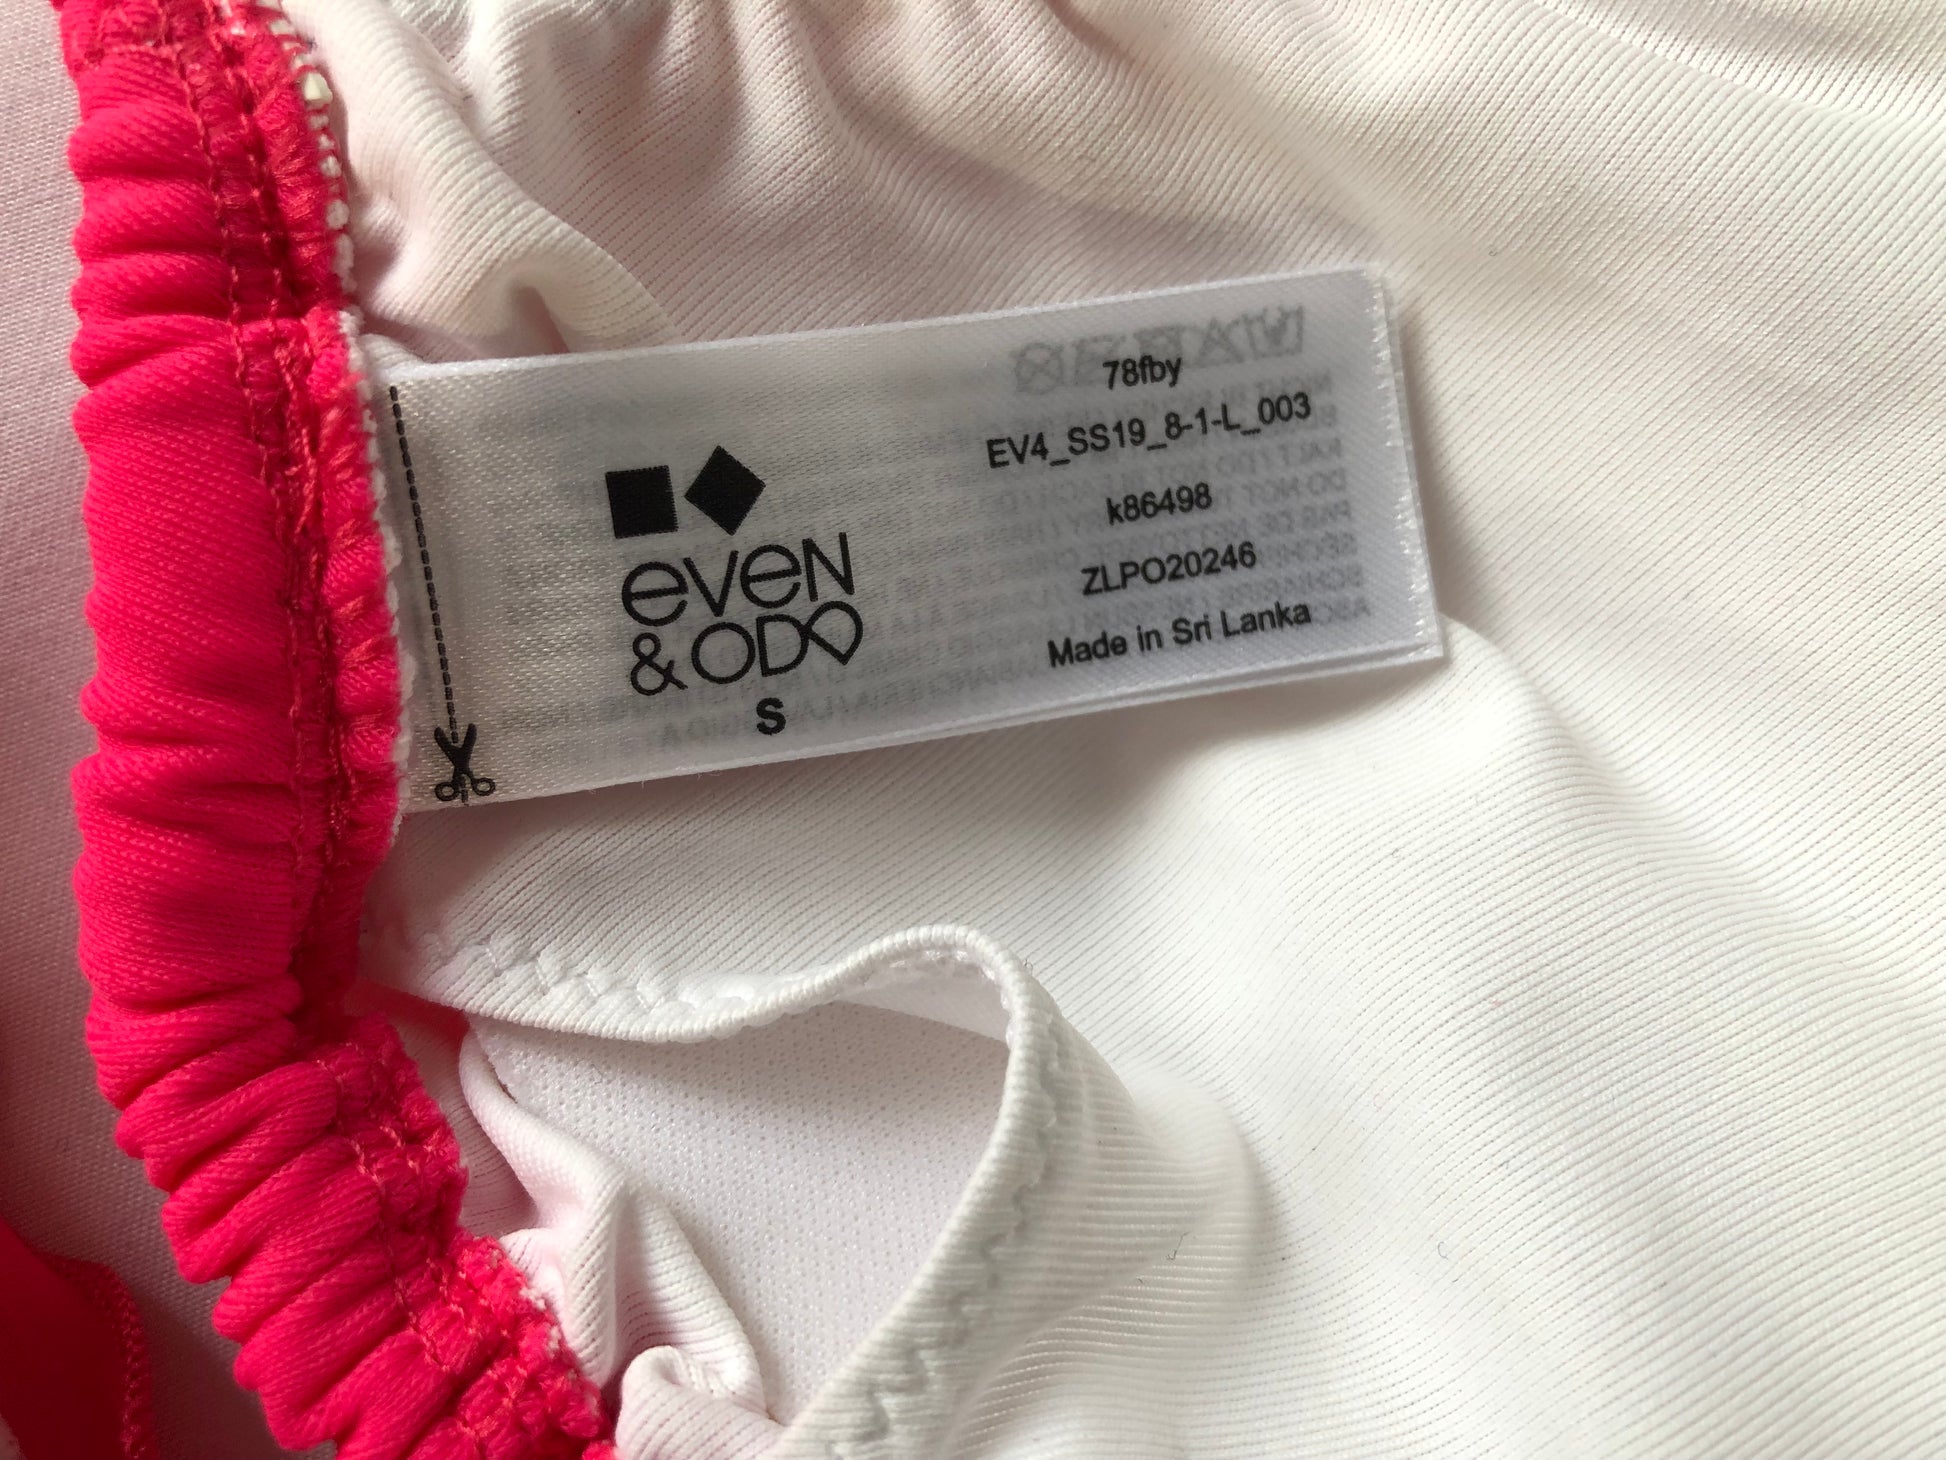 even
& ODD
S
78fby
EV4_SS19_8-1-L_003
k86498
ZLPO20246
Made in Sri Lanka